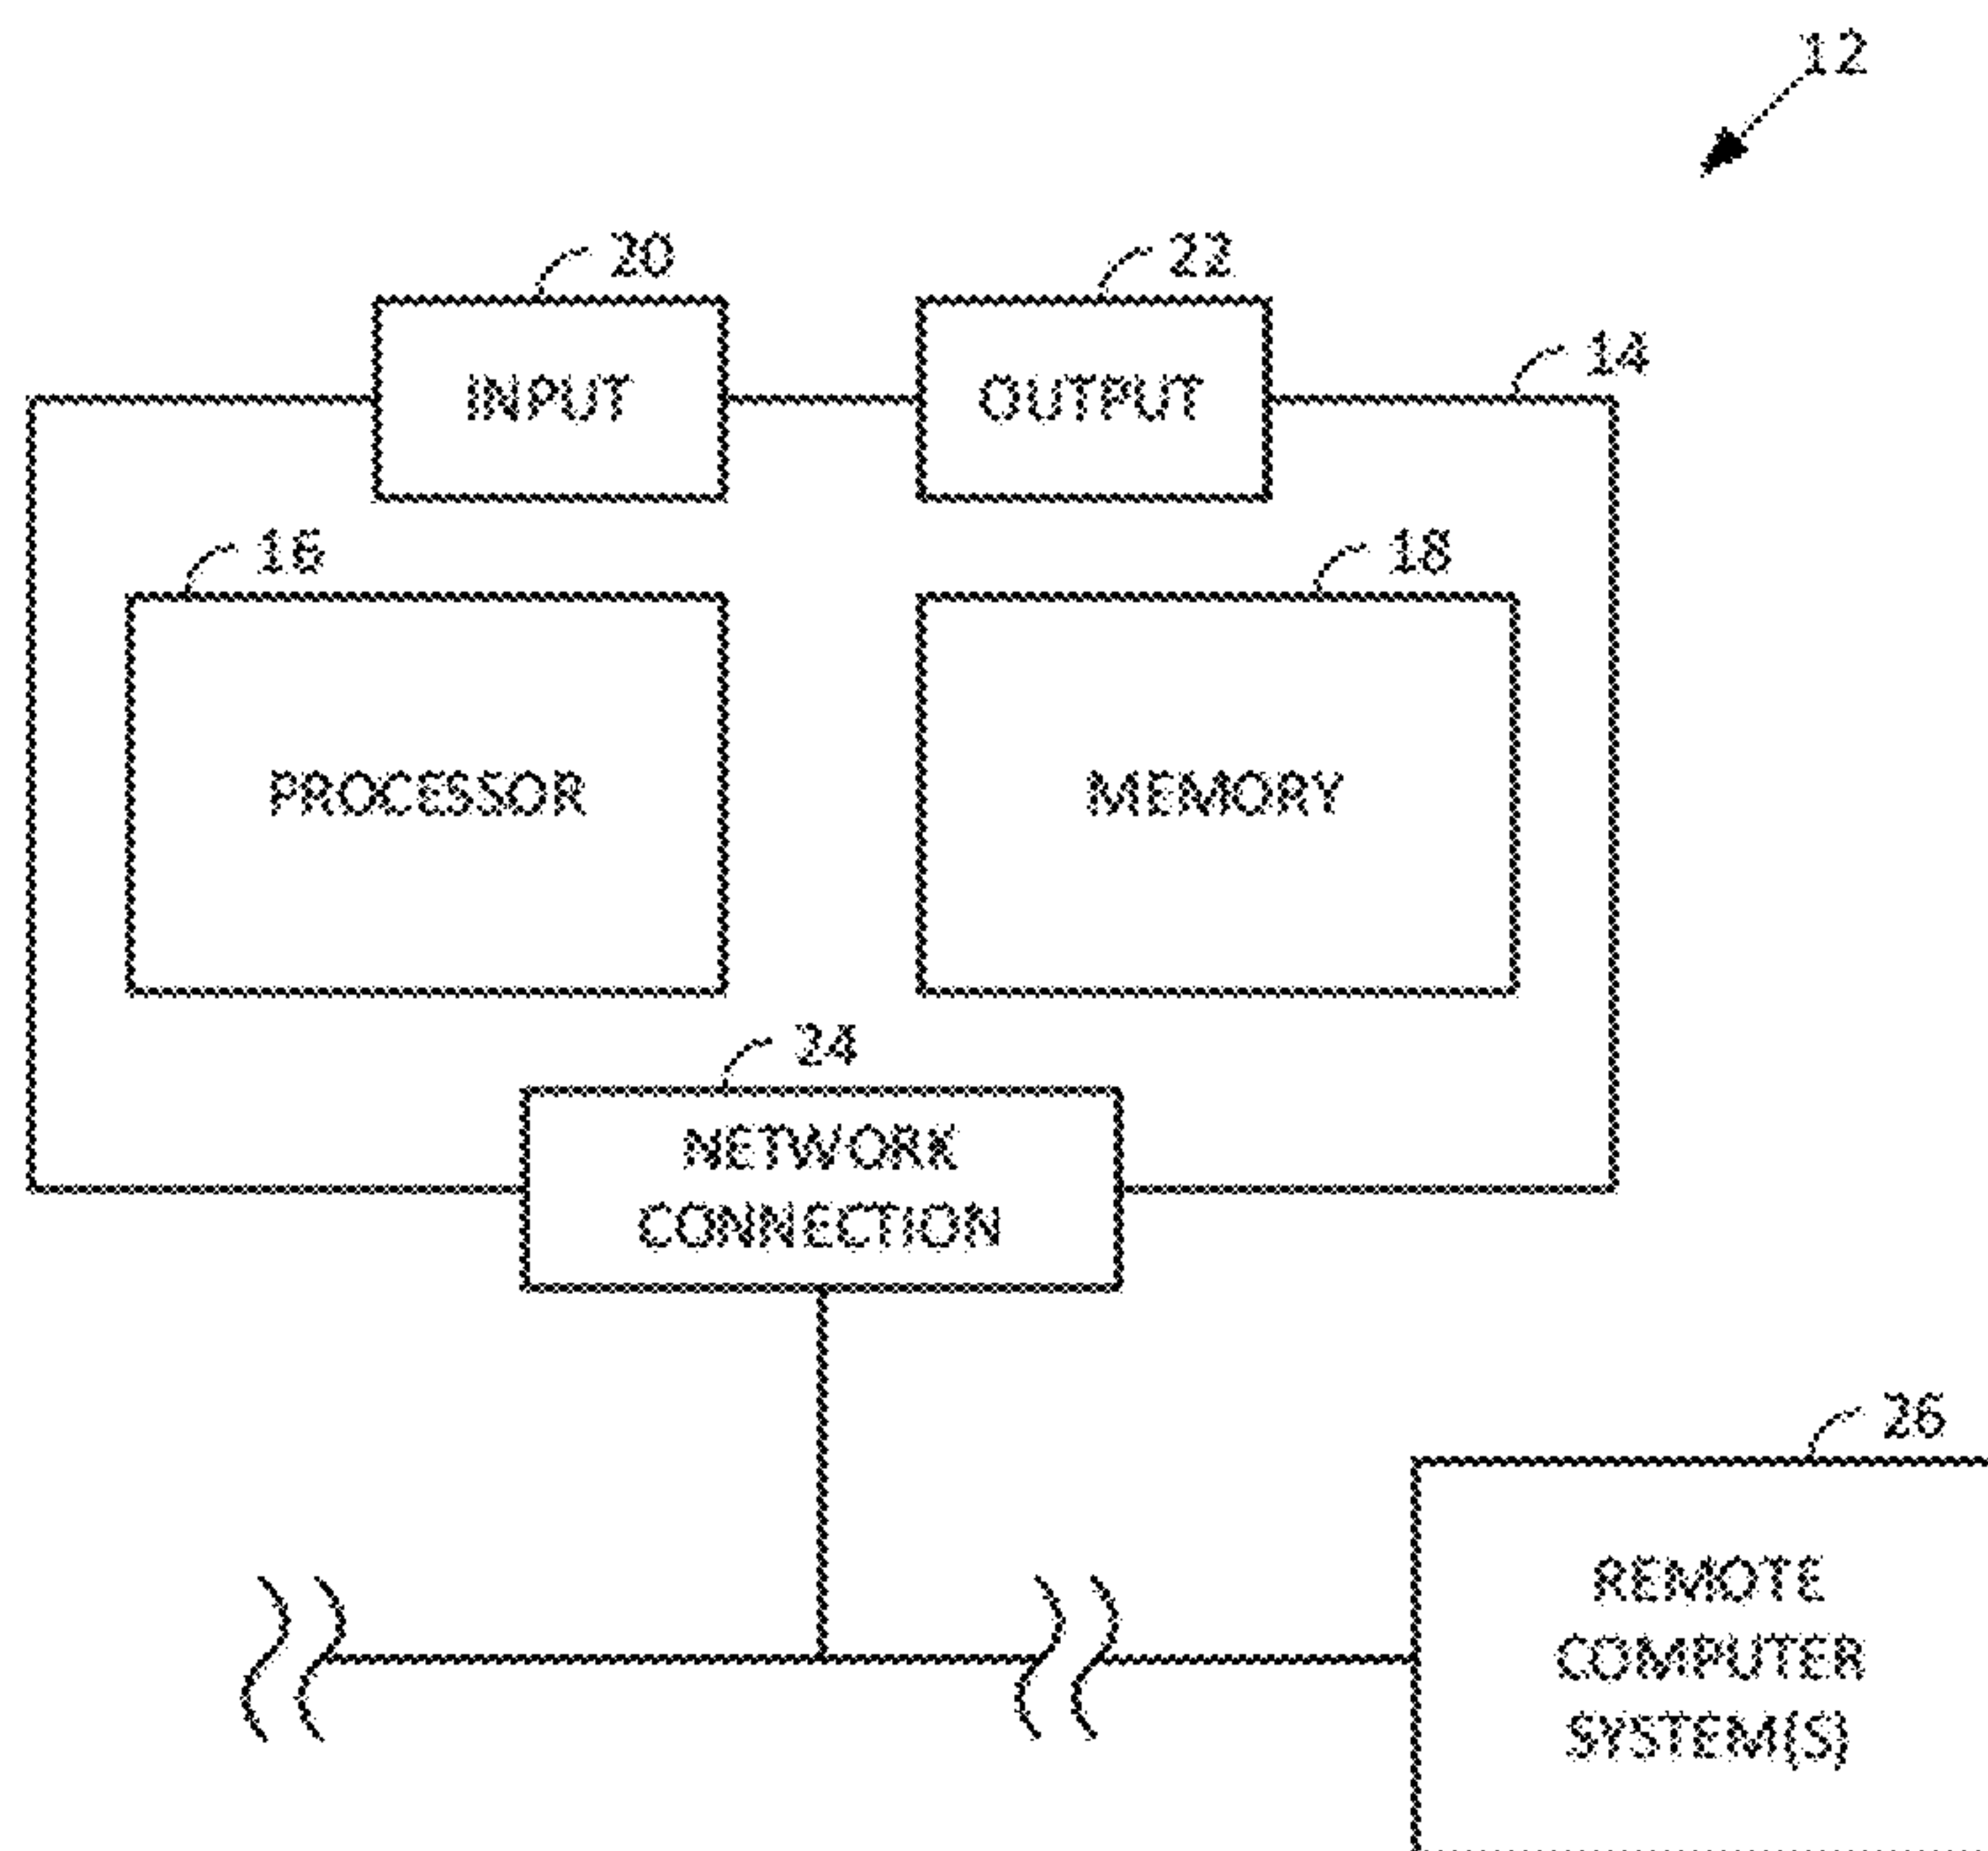 12
20
22
14
INPUT
OUTPUT
16
18
PROCESSOR
MEMORY
24
NETWORK
CONNECTION
26
REMOTE
COMPUTER
SYSTEM(S)